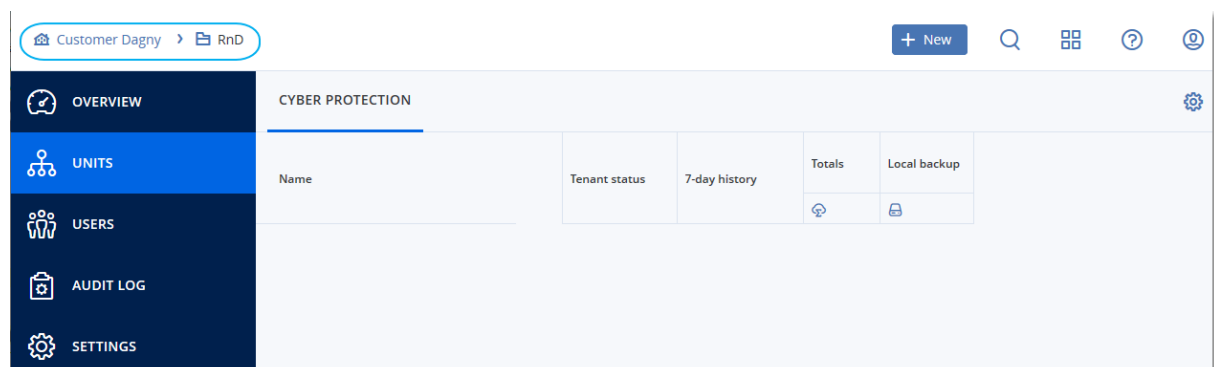 Customer Dagny > RnD
+ New
OVERVIEW
CYBER PROTECTION
UNITS
Name
Tenant status
7-day history
Totals
Local backup
USERS
AUDIT LOG
SETTINGS